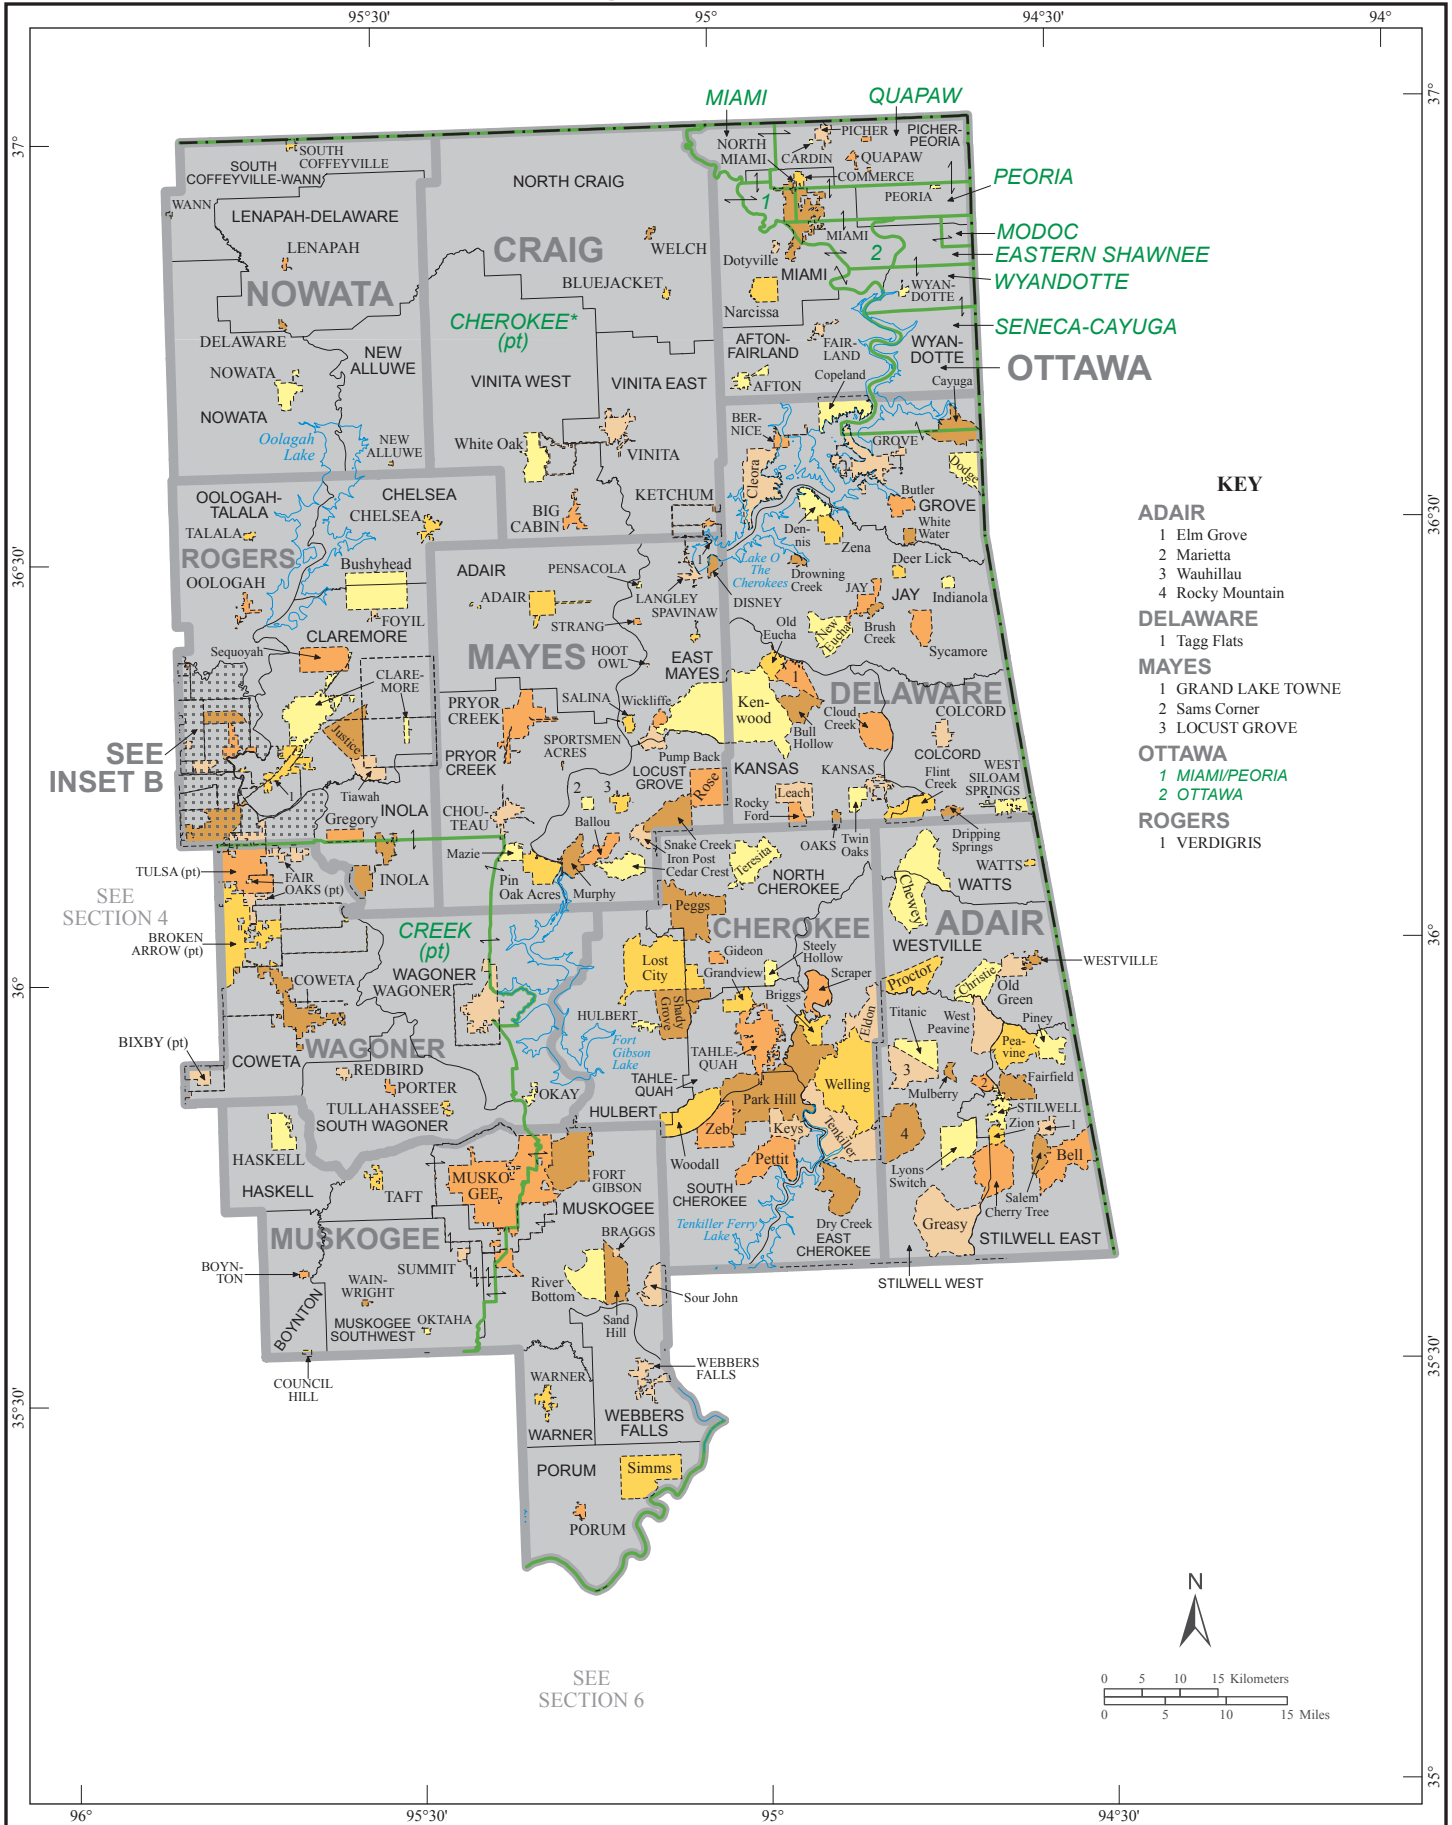 95°30'
95°
94°30'
94°
37°
MIAMI
QUAPAW
PICHER
PICHER-
PEORIA
NORTH
MIAMI
CARDIN
QUAPAW
COMMERCE
SOUTH
COFFEYVILLE
SOUTH
COFFEYVILLE-WANN
NORTH CRAIG
PEORIA
PEORIA
WANN
LENAPAH-DELAWARE
1
MIAMI
MODOC
2
EASTERN SHAWNEE
WYANDOTTE
LENAPAH
CRAIG
WELCH
Dotyville
MIAMI
NOWATA
BLUEJACKET
WYAN-
DOTTE
Narcissa
CHEROKEE*
(pt)
SENECA-CAYUGA
DELAWARE
NEW
ALLUWE
AFTON-
FAIRLAND
FAIR-
LAND
WYAN-
DOTTE
OTTAWA
NOWATA
VINITA WEST
VINITA EAST
AFTON
Copeland
Cayuga
NOWATA
Oolagah
Lake
NEW
ALLUWE
White Oak
VINITA
BER-
NICE
GROVE
Cleora
Dodge
OOLOGAH-
TALALA
CHELSEA
CHELSEA
KETCHUM
Butler
GROVE
White
Water
BIG
CABIN
TALALA
Den-
nis
Zena
ROGERS
OOLOGAH
Bushyhead
ADAIR
PENSACOLA
1
Lake O'
The
Cherokees
Deer Lick
Drowning
Creek
JAY
JAY
Indianola
ADAIR
LANGLEY
SPAVINAW
DISNEY
FOYIL
STRANG
Old
Eucha
New
Eucha
Brush
Creek
CLAREMORE
Sequoyah
MAYES
HOOT
OWL
EAST
MAYES
Sycamore
CLARE-
MORE
1
DELAWARE
PRYOR
CREEK
SALINA
Wickliffe
Ken-
wood
Cloud
Creek
COLCORD
Justice
Bull
Hollow
SEE
INSET B
PRYOR
CREEK
SPORTSMEN
ACRES
Pump Back
LOCUST
GROVE
KANSAS
KANSAS
COLCORD
WEST
SILOAM
SPRINGS
Flint
Creek
Tiawah
1
2
3
Rose
Leach
Rocky
Ford
Gregory
INOLA
CHOU-
TEAU
Ballou
Snake Creek
Iron Post
Cedar Crest
OAKS
Twin
Oaks
Dripping
Springs
Mazie
TULSA (pt)
FAIR
OAKS (pt)
INOLA
Pin
Oak Acres
Murphy
Teresita
NORTH
CHEROKEE
WATTS
WATTS
SEE
SECTION 4
Chewey
Peggs
CREEK
(pt)
CHEROKEE
ADAIR
BROKEN
ARROW (pt)
Gideon
Steely
Hollow
WESTVILLE
WESTVILLE
Lost
City
Grandview
Scraper
Proctor
Christie
Old
Green
COWETA
WAGONER
WAGONER
Briggs
Shady
Grove
HULBERT
Eldon
Titanic
West
Peavine
Piney
BIXBY (pt)
COWETA
WAGONER
Fort
Gibson
Lake
TAHLE-
QUAH
Pea-
vine
REDBIRD
3
PORTER
TAHLE-
QUAH
Welling
2
Fairfield
OKAY
Park Hill
Mulberry
TULLAHASSEE
SOUTH WAGONER
HULBERT
STILWELL
Zion
1
Zeb
Keys
Tenkiller
4
HASKELL
Woodall
Pettit
Bell
Lyons
Switch
MUSKO-
GEE
FORT
GIBSON
HASKELL
TAFT
SOUTH
CHEROKEE
Salem
Cherry Tree
MUSKOGEE
Greasy
MUSKOGEE
BRAGGS
Tenkiller Ferry
Lake
Dry Creek
EAST
CHEROKEE
STILWELL EAST
BOYN-
TON
SUMMIT
WAIN-
WRIGHT
River
Bottom
Sour John
STILWELL WEST
BOYNTON
MUSKOGEE
SOUTHWEST
OKTAHA
Sand
Hill
COUNCIL
HILL
WARNER
WEBBERS
FALLS
WARNER
WEBBERS
FALLS
PORUM
Simms
PORUM
SEE
SECTION 6
KEY
ADAIR
1 Elm Grove
2 Marietta
3 Wauhillau
4 Rocky Mountain
DELAWARE
1 Tagg Flats
MAYES
1 GRAND LAKE TOWNE
2 Sams Corner
3 LOCUST GROVE
OTTAWA
1 MIAMI/PEORIA
2 OTTAWA
ROGERS
1 VERDIGRIS
N
0 5 10 15 Kilometers
0 5 10 15 Miles
37°
36°30'
36°
35°30'
37°
36°30'
36°
35°30'
35°
96°
95°30'
95°
94°30'